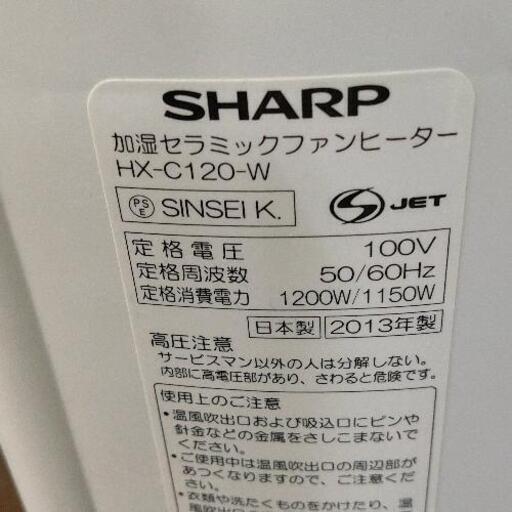 SHARP
加湿セラミックファンヒーター
HX-C120-W
PSE SINSEI K. S JET
定格電圧 100V
定格周波数 50/60Hz
定格消費電力 1200W/1150W
日本製 2013年製
高圧注意
サービスマン以外の人は分解しない。
内部に高電圧部があり、さわると危険です。
使用上のご注意
•温風吹出口および吸込口にピンや
針金などの金属をさしこまないで
ください。
•ご使用中は温風吹出口の周辺部が
あつくなりますので、ご注意ください。
•衣類や洗たくものをかけたり、温